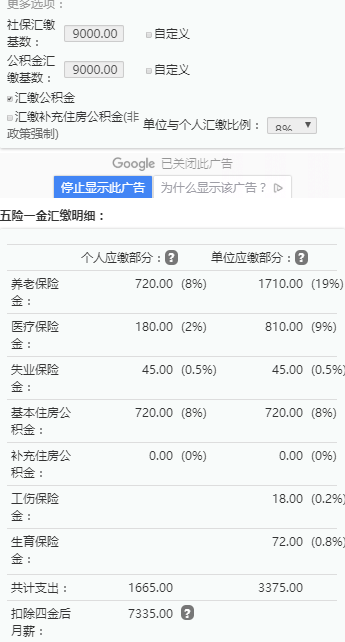 更多选项：
社保汇缴
基数：
9000.00
自定义
公积金汇
缴基数：
9000.00
自定义
汇缴公积金
汇缴补充住房公积金(非
政策强制)
单位与个人汇缴比例：
8%
Google 已关闭此广告
停止显示此广告
为什么显示该广告？
五险一金汇缴明细：
个人应缴部分： ? 单位应缴部分： ?
养老保险
金：
720.00 (8%) 1710.00 (19%)
医疗保险
金：
180.00 (2%) 810.00 (9%)
失业保险
金：
45.00 (0.5%) 45.00 (0.5%)
基本住房公
积金：
720.00 (8%) 720.00 (8%)
补充住房公
积金：
0.00 (0%) 0.00 (0%)
工伤保险
金：
18.00 (0.2%)
生育保险
金：
72.00 (0.8%)
共计支出： 1665.00 3375.00
扣除四金后
月薪：
7335.00 ?